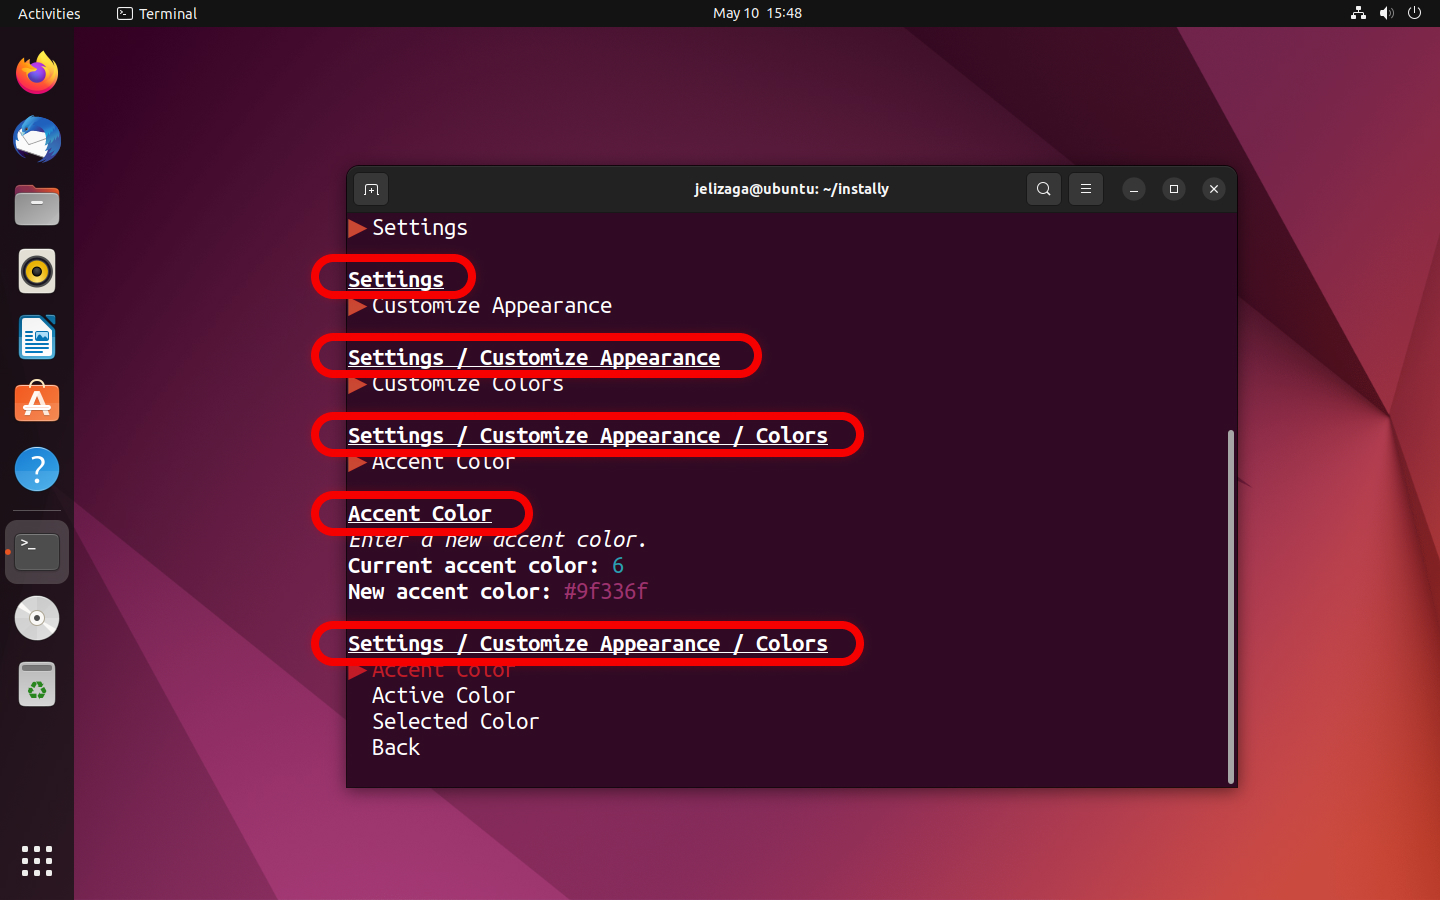 Activities
Terminal
May 10 15:48
jelizaga@ubuntu: ~/instally
Settings
Settings
Customize Appearance
Settings / Customize Appearance
Customize Colors
Settings / Customize Appearance / Colors
Accent Color
Accent Color
Enter a new accent color.
Current accent color: 6
New accent color: #9f336f
Settings / Customize Appearance / Colors
Accent Color
Active Color
Selected Color
Back